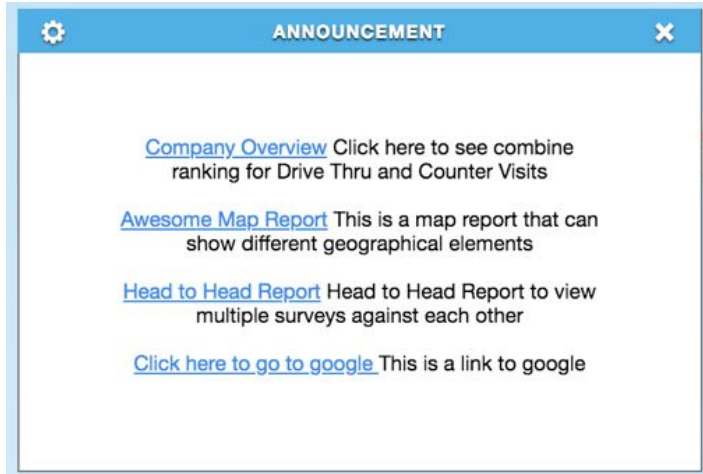 ANNOUNCEMENT
Company Overview Click here to see combine
ranking for Drive Thru and Counter Visits
Awesome Map Report This is a map report that can
show different geographical elements
Head to Head Report Head to Head Report to view
multiple surveys against each other
Click here to go to google This is a link to google